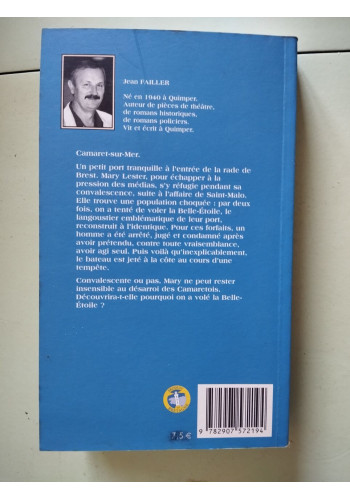 Jean FAILLER
Né en 1940 à Quimper.
Auteur de pièces de théâtre,
de romans historiques,
de romans policiers.
Vit et écrit à Quimper.
Camaret-sur-Mer.
Un petit port tranquille à l'entrée de la rade de
Brest. Mary Lester, pour échapper à la
pression des médias, s'y réfugie pendant sa
convalescence, suite à l'affaire de Saint-Malo.
Elle trouve une population choquée : par deux
fois, on a tenté de voler la Belle-Étoile, le
langoustier emblématique de leur port,
reconstruit à l'identique. Pour ces forfaits, un
homme a été arrêté, jugé et condamné après
avoir prétendu, contre toute vraisemblance,
avoir agi seul. Puis voilà qu'inexplicablement,
le bateau est jeté à la côte au cours d'une
tempête.
Convalescente ou pas, Mary ne peut rester
insensible au désarroi des Camaretois.
Découvrira-t-elle pourquoi on a volé la Belle-
Étoile ?
9 782907 572194
7,5€